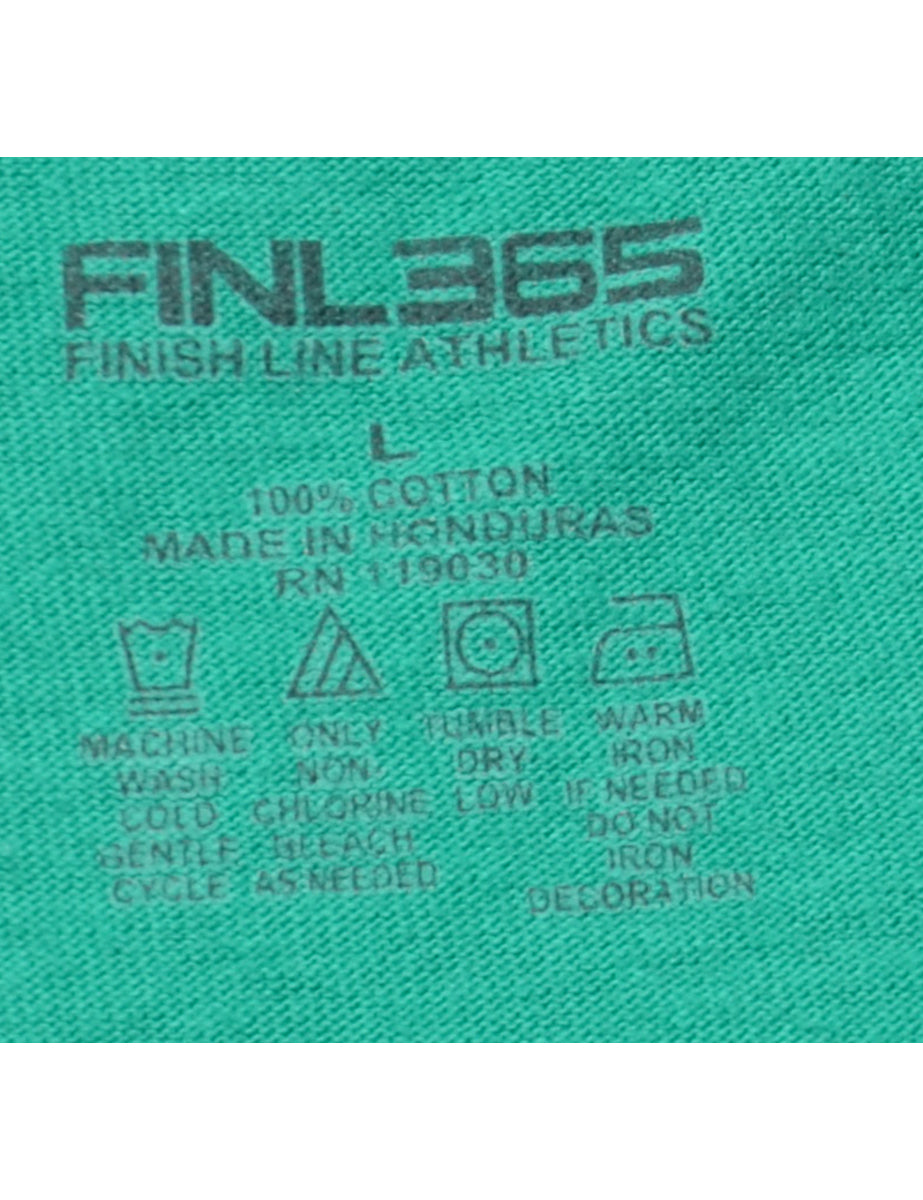 FINL365
FINISH LINE ATHLETICS
L
100% COTTON
MADE IN HONDURAS
RN 119030
MACHINE
WASH
COLD
GENTLE
CYCLE
ONLY
NON-
CHLORINE
BLEACH
AS NEEDED
TUMBLE
DRY
LOW
WARM
IRON
IF NEEDED
DO NOT
IRON
DECORATION